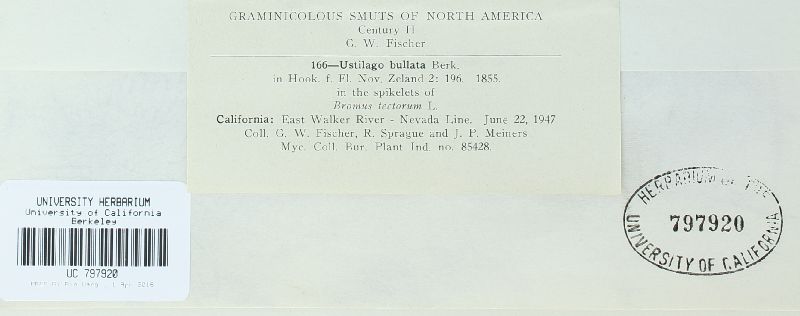 GRAMINICOLOUS SMUTS OF NORTH AMERICA
Century II
G. W. Fischer
166—Ustilago bullata Berk.
in Hook. f. Fl. Nov. Zeland 2: 196. 1855.
in the spikelets of
Bromus tectorum L.
California: East Walker River - Nevada Line. June 22, 1947
Coll. G. W. Fischer, R. Sprague and J. P. Meiners
Myc. Coll. Bur. Plant Ind. no. 85428.
UNIVERSITY HERBARIUM
University of California
Berkeley
UC 797920
HERBARIUM OF THE
797920
UNIVERSITY OF CALIFORNIA